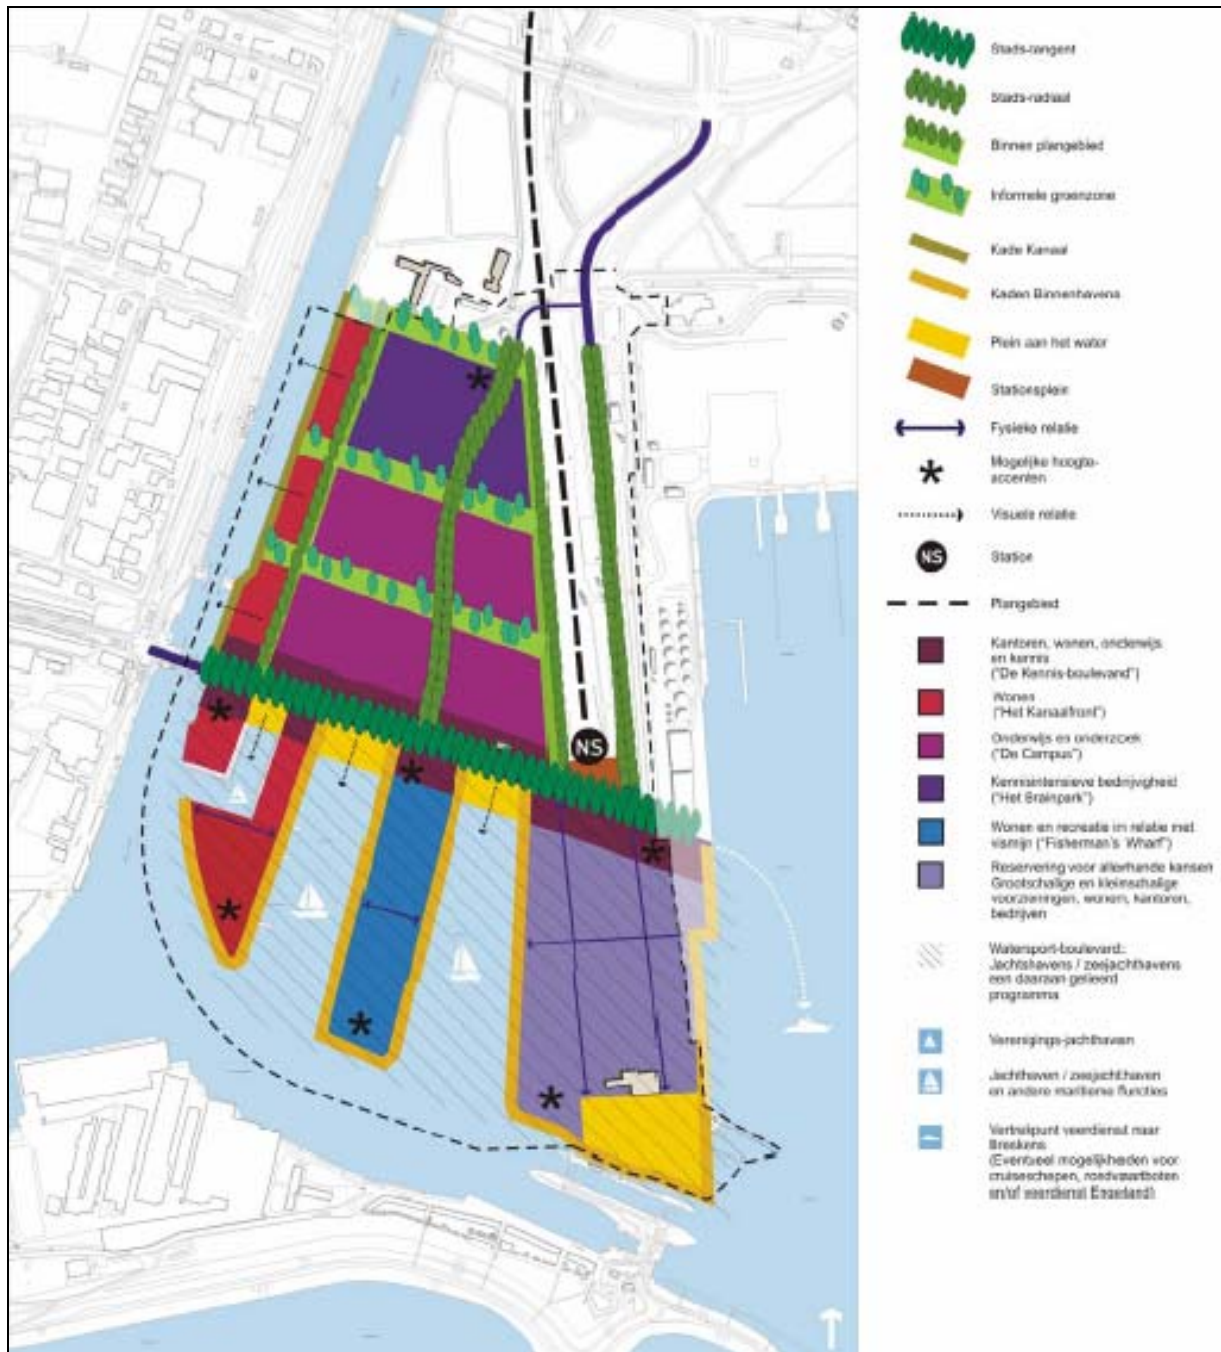 Stads-tangent
Stads-radiaal
Binnen plangebied
Informele groenzone
Kade Kanaal
Kaden Binnenhavens
Plein aan het water
Stationsplein
Fysieke relatie
Mogelijke hoogte-
accenten
Visuele relatie
NS
Station
Plangebied
Kantoren, wonen, onderwijs
en kennis
("De Kennis-boulevard")
Wonen
("Het Kanaalfront")
Onderwijs en onderzoek
("De Campus")
Kennisintensieve bedrijvigheid
("Het Brainpark")
Wonen en recreatie in relatie met
vismijn ("Fisherman's Wharf")
Reservering voor allerhande kansen
Grootschalige en kleinschalige
voorzieningen, wonen, kantoren,
bedrijven
Watersport-boulevard:
Jachthavens / zeejachthavens
een daaraan gelieerd
programma
Verenigings-jachthaven
Jachthaven / zeejachthaven
en andere maritieme functies
Vertrekpunt veerdienst naar
Breskens
(Eventueel mogelijkheden voor
cruiseschepen, rondvaartboten
en/of veerdienst Engeland)
NS